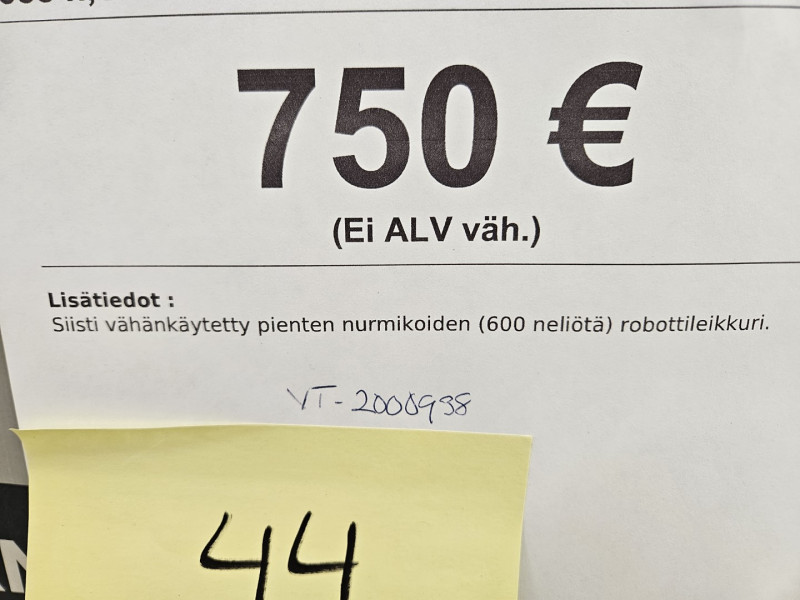 750 €
(Ei ALV väh.)
Lisätiedot :
Siisti vähänkäytetty pienten nurmikoiden (600 neliötä) robottileikkuri.
VT-2000938
44